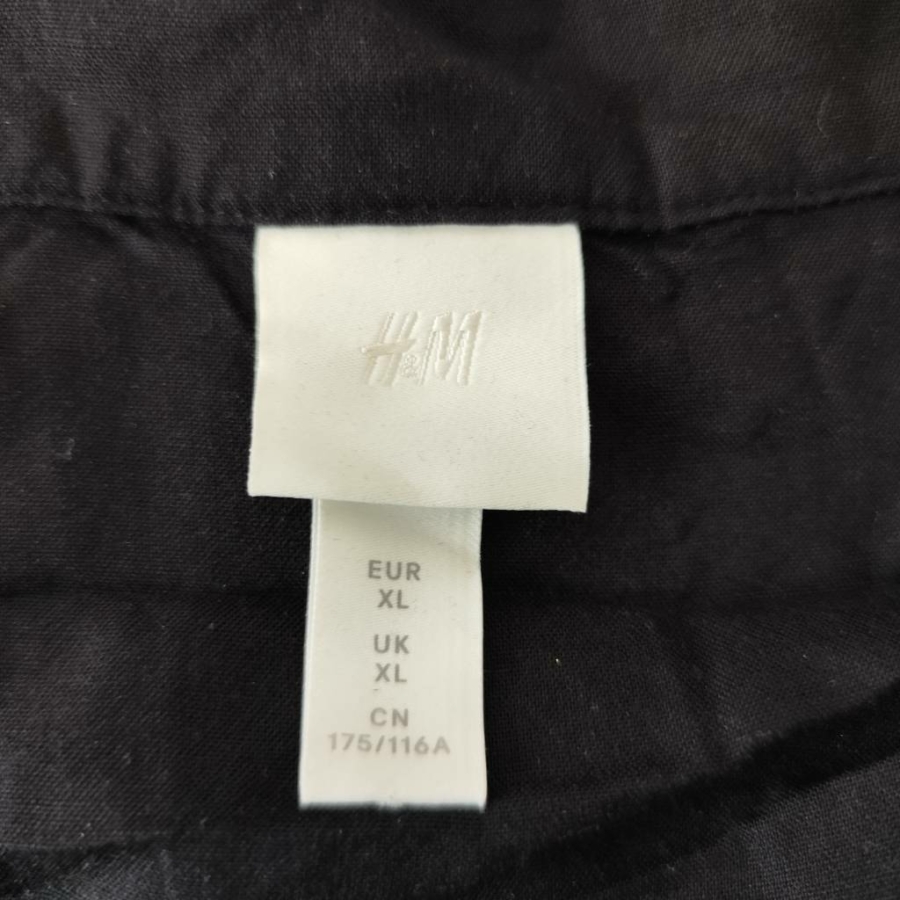 H&M
EUR
XL
UK
XL
CN
175/116A